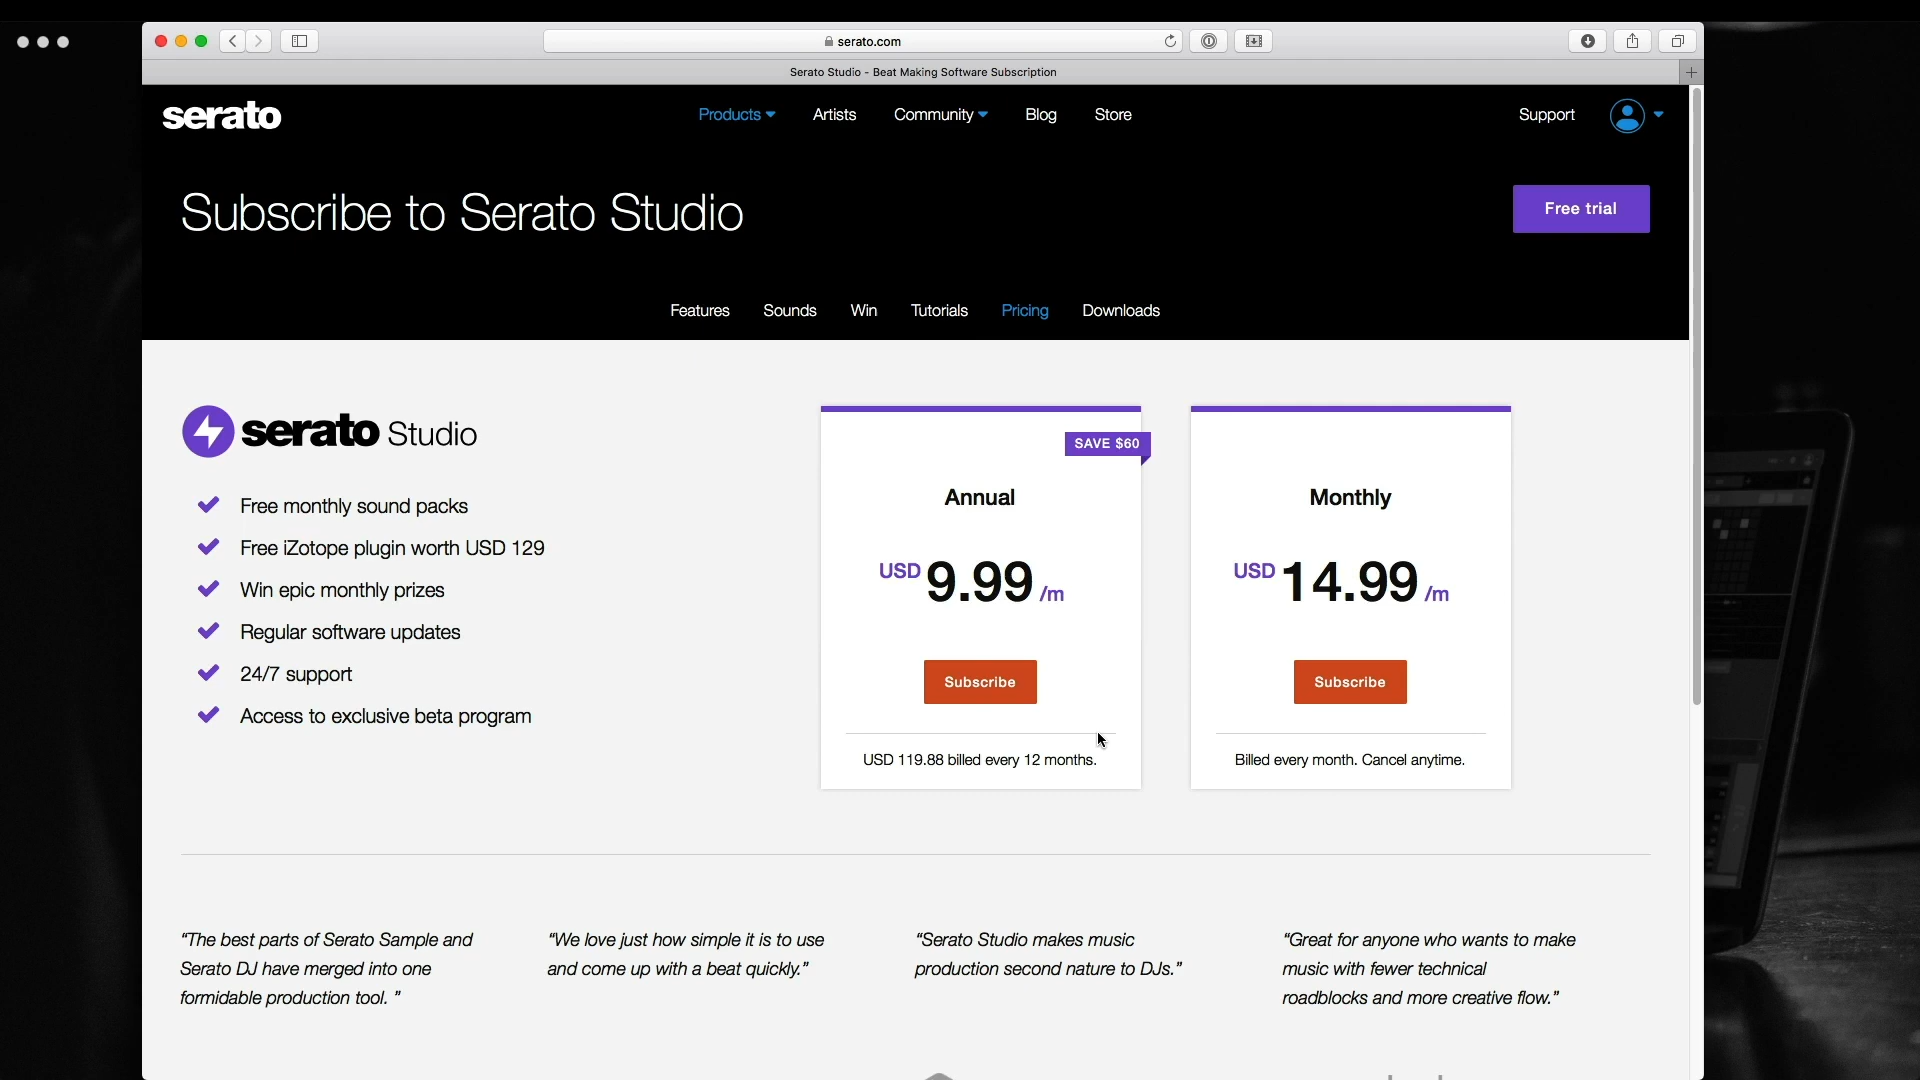 serato.com
Serato Studio - Beat Making Software Subscription
serato
Products
Artists
Community
Blog
Store
Support
Subscribe to Serato Studio
Free trial
Features
Sounds
Win
Tutorials
Pricing
Downloads
serato Studio
Free monthly sound packs
Free iZotope plugin worth USD 129
Win epic monthly prizes
Regular software updates
24/7 support
Access to exclusive beta program
SAVE $60
Annual
USD 9.99 /m
Subscribe
USD 119.88 billed every 12 months.
Monthly
USD 14.99 /m
Subscribe
Billed every month. Cancel anytime.
“The best parts of Serato Sample and
Serato DJ have merged into one
formidable production tool. ”
“We love just how simple it is to use
and come up with a beat quickly.”
“Serato Studio makes music
production second nature to DJs.”
“Great for anyone who wants to make
music with fewer technical
roadblocks and more creative flow.”